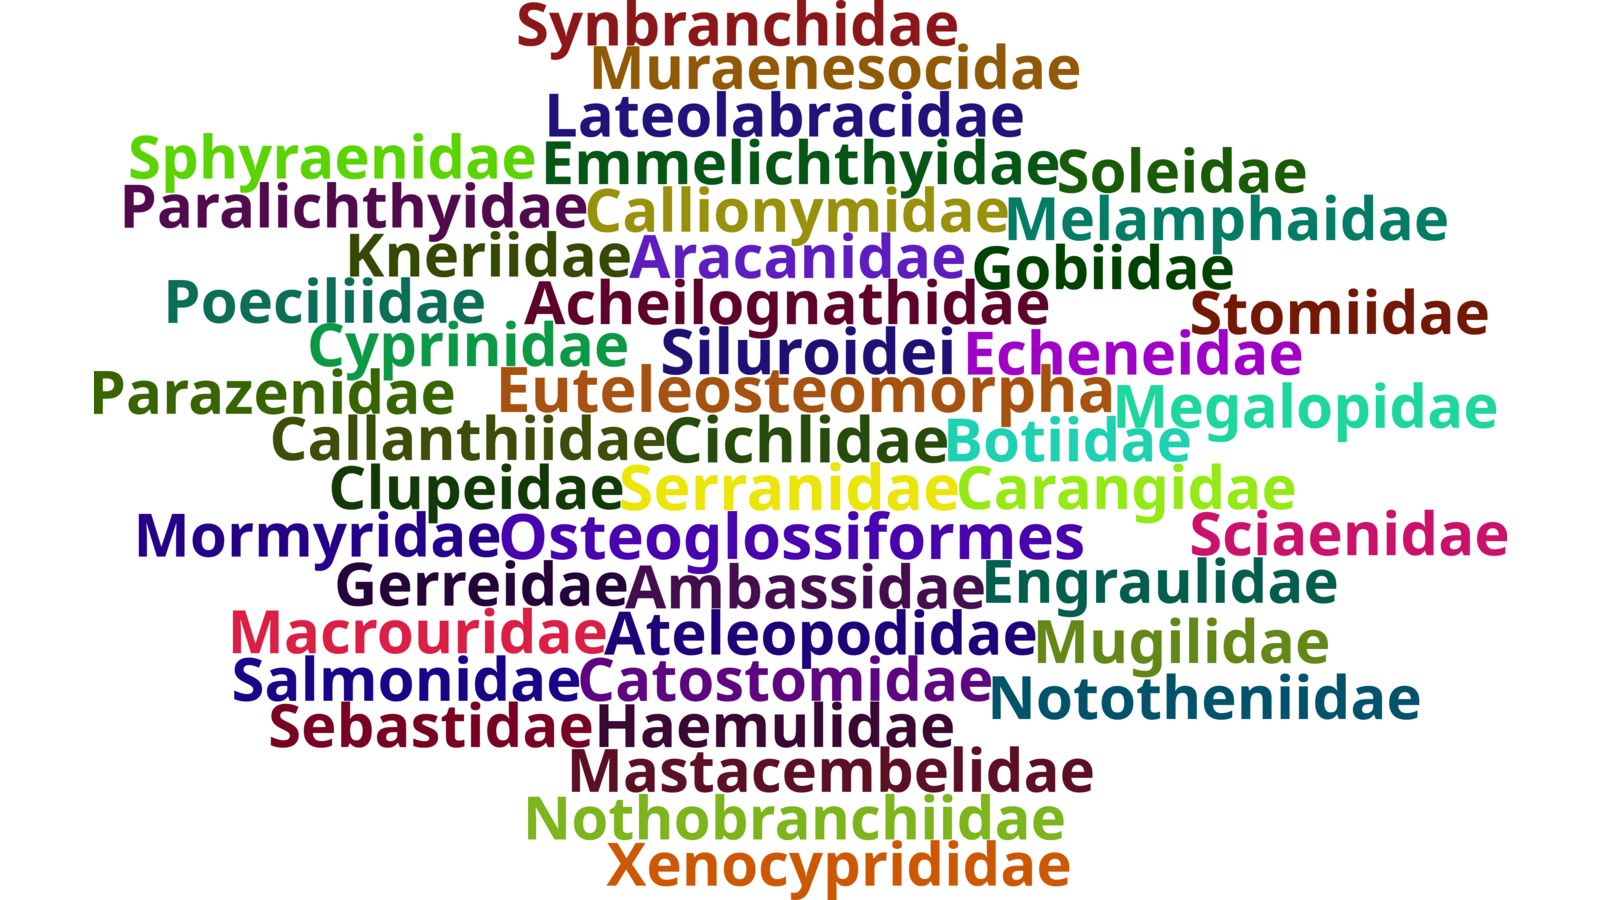 Synbranchidae
Muraenesocidae
Lateolabracidae
Sphyraenidae Emmelichthyidae Soleidae
Paralichthyidae Callionymidae Melamphaidae
Kneriidae Aracanidae Gobiidae
Poeciliidae Acheilognathidae Stomiidae
Cyprinidae Siluroidei Echeneidae
Parazenidae Euteleosteomorpha Megalopidae
Callanthiidae Cichlidae Botiidae
Clupeidae Serranidae Carangidae
Mormyridae Osteoglossiformes Sciaenidae
Gerreidae Ambassidae Engraulidae
Macrouridae Ateleopodidae Mugilidae
Salmonidae Catostomidae Nototheniidae
Sebastidae Haemulidae
Mastacembelidae
Nothobranchiidae
Xenocyprididae